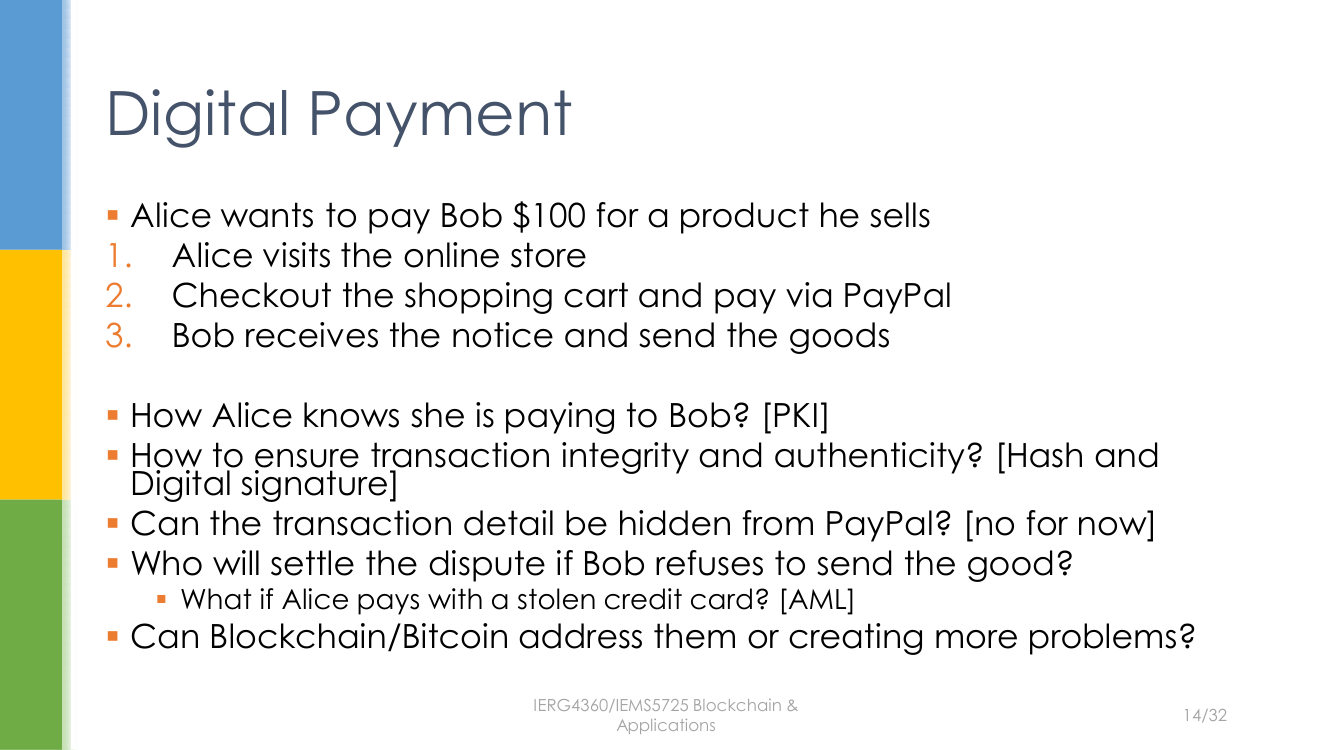 Digital Payment
▪ Alice wants to pay Bob $100 for a product he sells
1. Alice visits the online store
2. Checkout the shopping cart and pay via PayPal
3. Bob receives the notice and send the goods
▪ How Alice knows she is paying to Bob? [PKI]
▪ How to ensure transaction integrity and authenticity? [Hash and
Digital signature]
▪ Can the transaction detail be hidden from PayPal? [no for now]
▪ Who will settle the dispute if Bob refuses to send the good?
▪ What if Alice pays with a stolen credit card? [AML]
▪ Can Blockchain/Bitcoin address them or creating more problems?
IERG4360/IEMS5725 Blockchain &
Applications
14/32